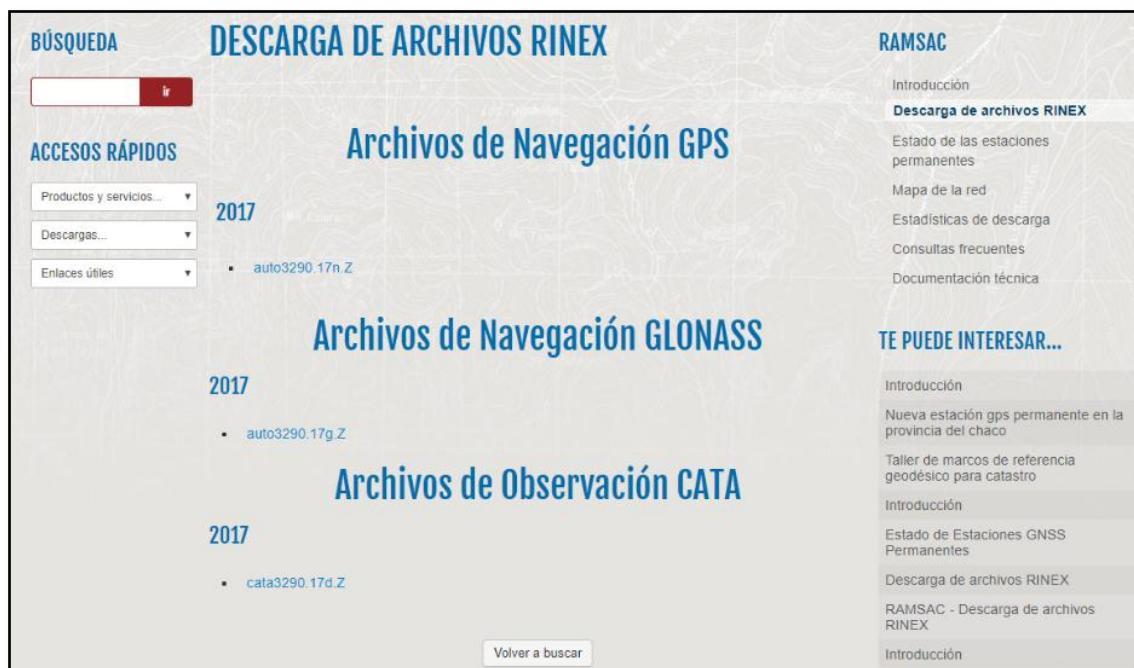 BÚSQUEDA
ir
ACCESOS RÁPIDOS
Productos y servicios...
Descargas...
Enlaces útiles
DESCARGA DE ARCHIVOS RINEX
Archivos de Navegación GPS
2017
auto3290.17n.Z
Archivos de Navegación GLONASS
2017
auto3290.17g.Z
Archivos de Observación CATA
2017
cata3290.17d.Z
Volver a buscar
RAMSAC
Introducción
Descarga de archivos RINEX
Estado de las estaciones
permanentes
Mapa de la red
Estadísticas de descarga
Consultas frecuentes
Documentación técnica
TE PUEDE INTERESAR...
Introducción
Nueva estación gps permanente en la
provincia del chaco
Taller de marcos de referencia
geodésico para catastro
Introducción
Estado de Estaciones GNSS
Permanentes
Descarga de archivos RINEX
RAMSAC - Descarga de archivos
RINEX
Introducción